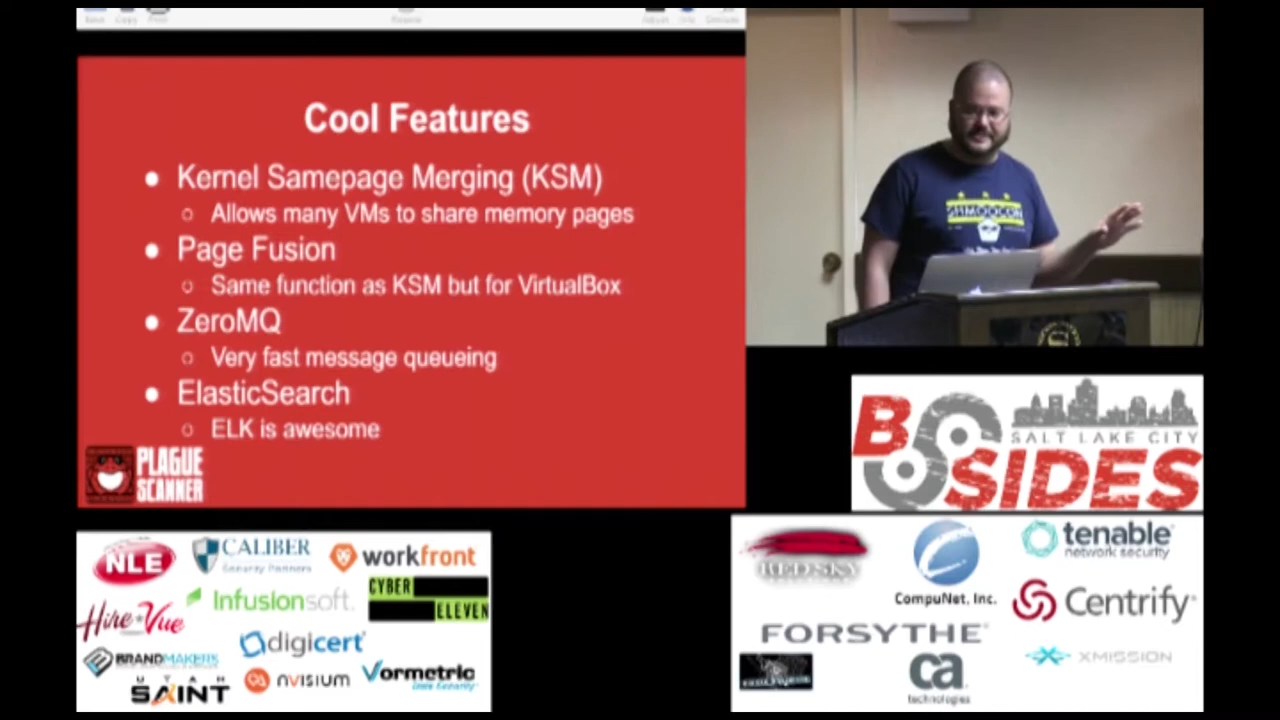 Cool Features
Kernel Samepage Merging (KSM)
Allows many VMs to share memory pages
Page Fusion
Same function as KSM but for VirtualBox
ZeroMQ
Very fast message queueing
ElasticSearch
ELK is awesome
PLAGUE
SCANNER
SHMOOCON
BSIDES
SALT LAKE CITY
NLE
CALIBER
Security Partners
workfront
Infusionsoft.
CYBER
ELEVEN
Hire Vue
digicert
BRANDMAKERS
UTAH
SAINT
nVISIUM
Vormetric
Data Security
REDSKY
CompuNet, Inc.
tenable
network security
Centrify
FORSYTHE
ca
technologies
XMISSION